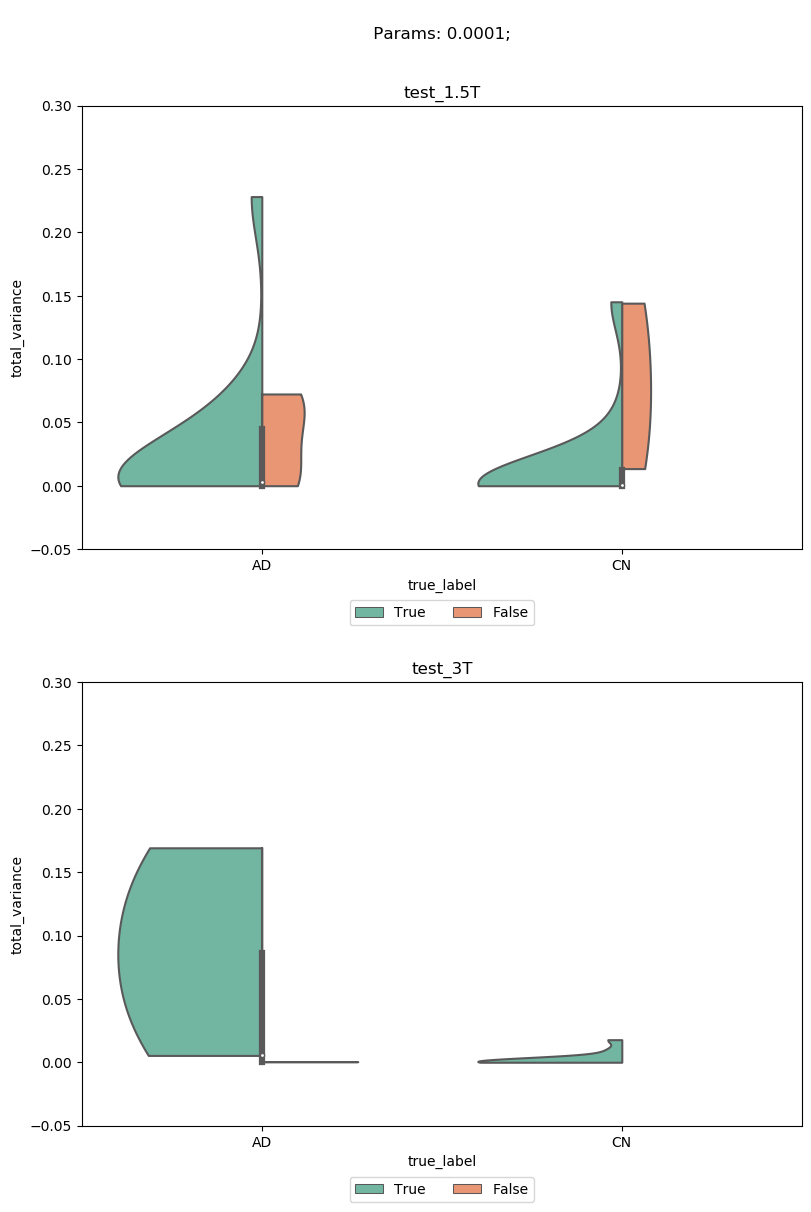 Params: 0.0001;
test_1.5T
0.30
0.25
0.20
0.15
0.10
0.05
0.00
−0.05
total_variance
AD CN
true_label
True False
test_3T
0.30
0.25
0.20
0.15
0.10
0.05
0.00
−0.05
total_variance
AD CN
true_label
True False